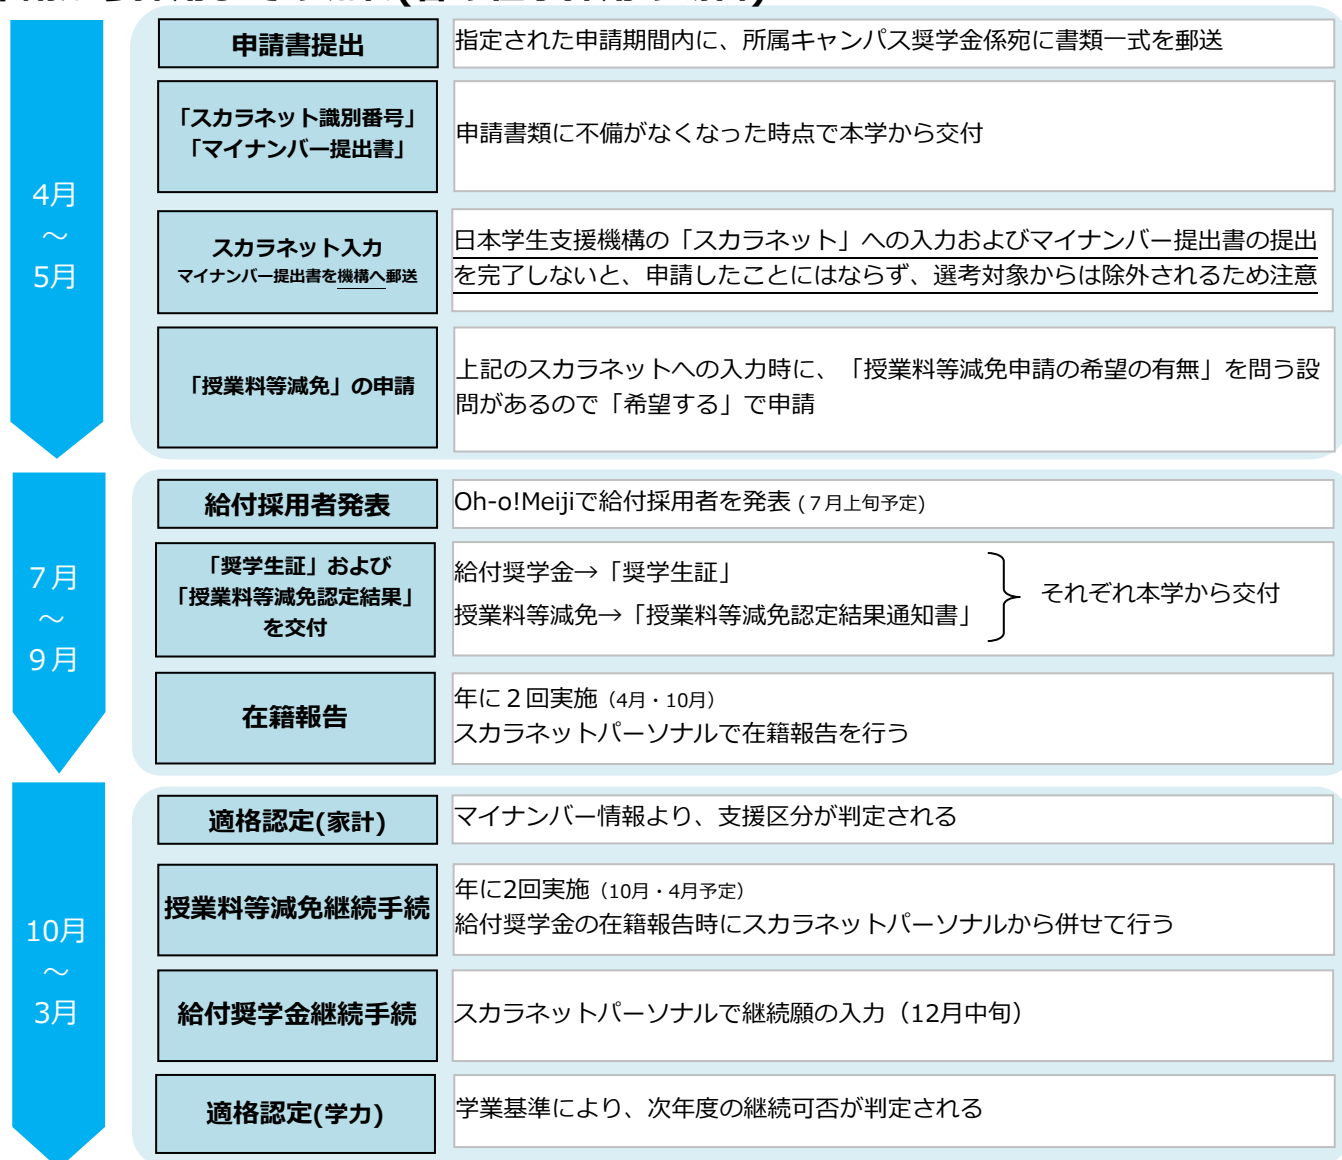 4月
～
5月
申請書提出
指定された申請期間内に、所属キャンパス奨学金係宛に書類一式を郵送
「スカラネット識別番号」
「マイナンバー提出書」
申請書類に不備がなくなった時点で本学から交付
スカラネット入力
マイナンバー提出書を機構へ郵送
日本学生支援機構の「スカラネット」への入力およびマイナンバー提出書の提出
を完了しないと、申請したことにはならず、選考対象からは除外されるため注意
「授業料等減免」の申請
上記のスカラネットへの入力時に、「授業料等減免申請の希望の有無」を問う設
問があるので「希望する」で申請
７月
～
９月
給付採用者発表
Oh-o!Meijiで給付採用者を発表 (７月上旬予定)
「奨学生証」および
「授業料等減免認定結果」
を交付
給付奨学金→「奨学生証」
授業料等減免→「授業料等減免認定結果通知書」
それぞれ本学から交付
在籍報告
年に２回実施（4月・10月）
スカラネットパーソナルで在籍報告を行う
10月
～
3月
適格認定(家計)
マイナンバー情報より、支援区分が判定される
授業料等減免継続手続
年に2回実施（10月・4月予定）
給付奨学金の在籍報告時にスカラネットパーソナルから併せて行う
給付奨学金継続手続
スカラネットパーソナルで継続願の入力（12月中旬）
適格認定(学力)
学業基準により、次年度の継続可否が判定される